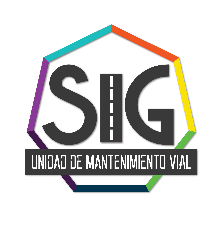 SIG
UNIDAD DE MANTENIMIENTO VIAL